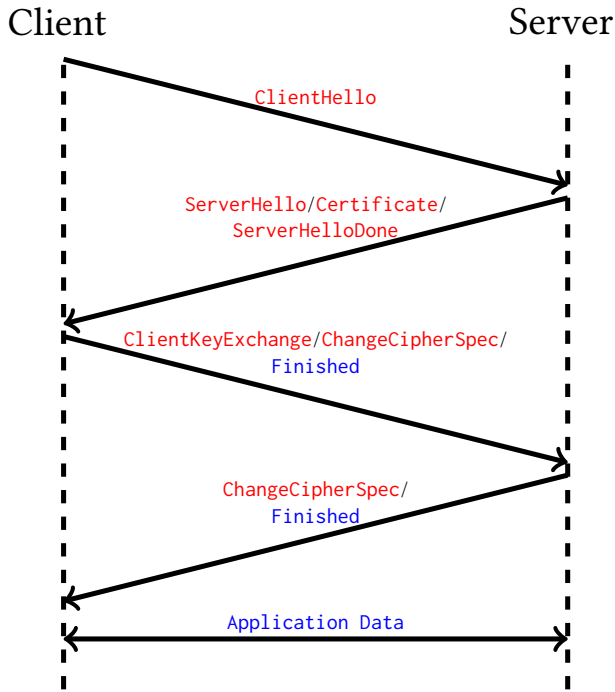 Client
Server
ClientHello
ServerHello/Certificate/
ServerHelloDone
ClientKeyExchange/ChangeCipherSpec/
Finished
ChangeCipherSpec/
Finished
Application Data